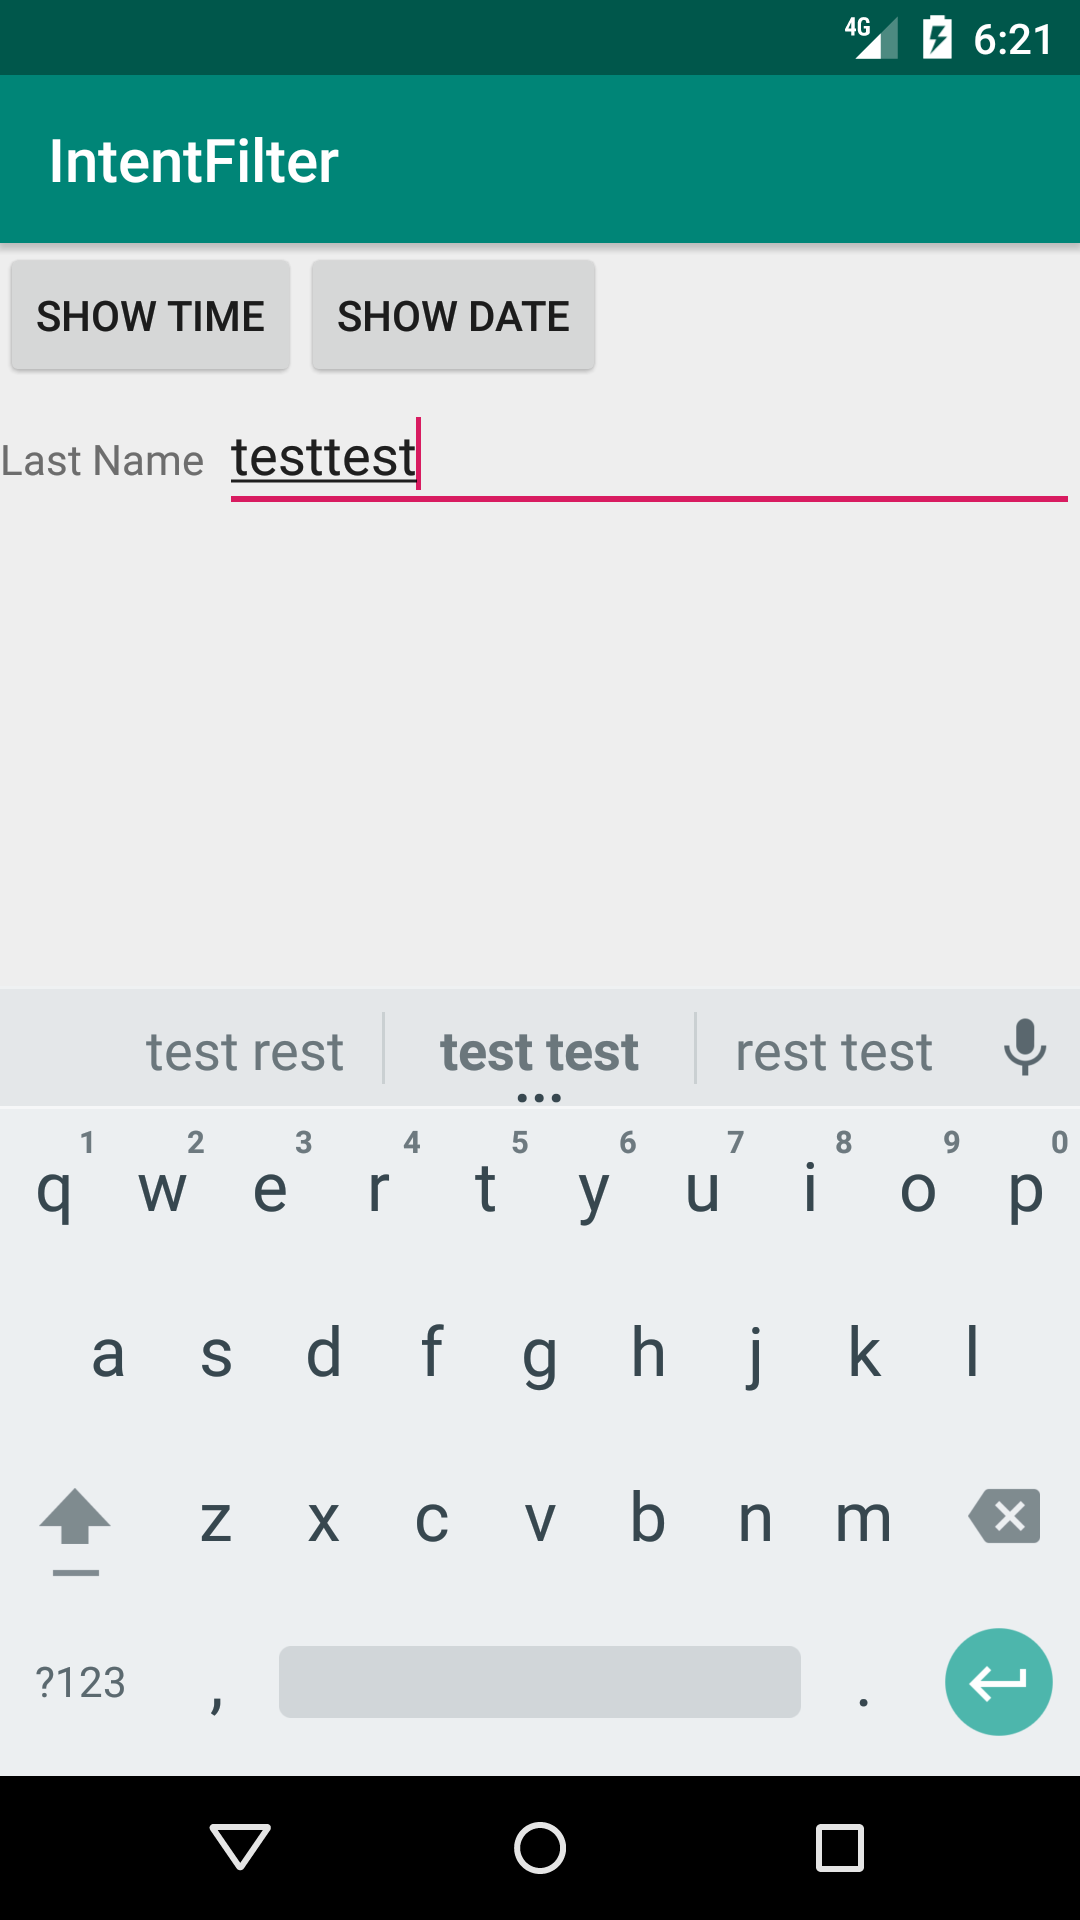 4G 6:21
IntentFilter
SHOW TIME SHOW DATE
Last Name testtest
test rest test test rest test
1 2 3 4 5 6 7 8 9 0
q w e r t y u i o p
a s d f g h j k l
z x c v b n m
?123 , .